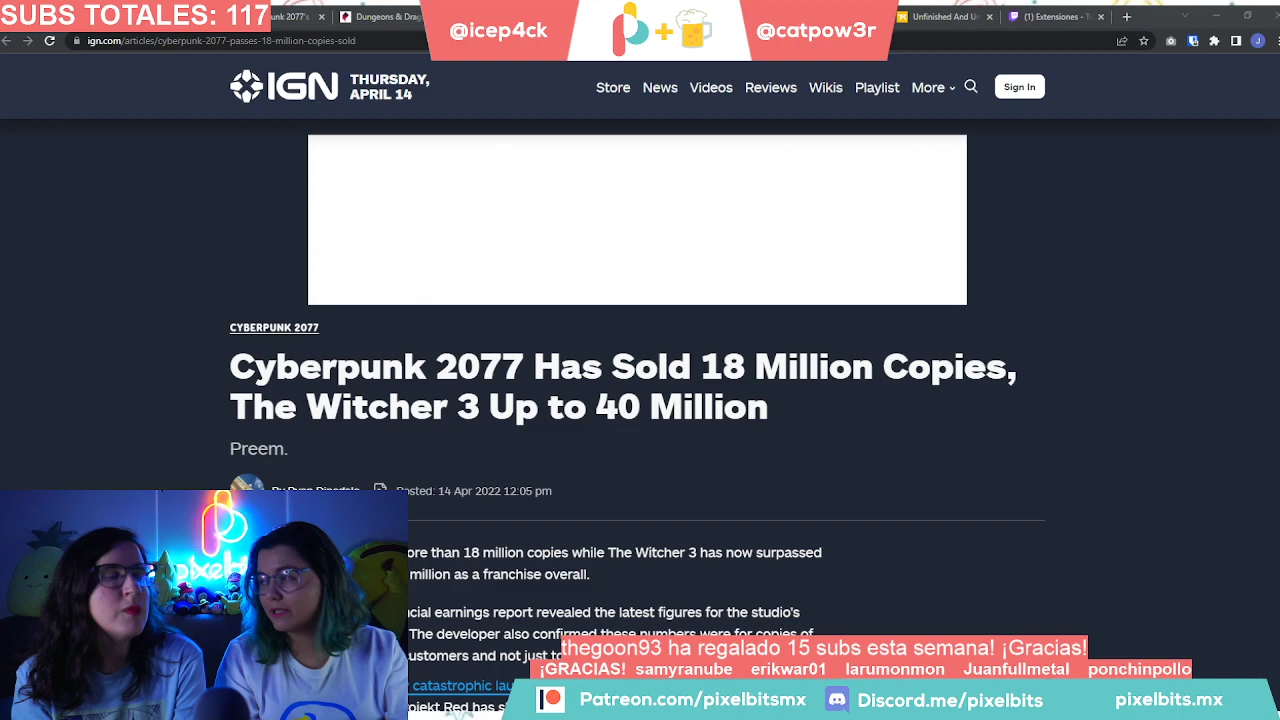 SUBS TOTALES: 117
unk 2077's
Dungeons & Drag
@icep4ck
@catpow3r
Unfinished And U
Extensiones - T
ign.com/articles/cyberpunk-2077-passes-18-million-copies-sold
IGN
THURSDAY,
APRIL 14
Store News Videos Reviews Wikis Playlist More
Sign In
CYBERPUNK 2077
Cyberpunk 2077 Has Sold 18 Million Copies,
The Witcher 3 Up to 40 Million
Preem.
Posted: 14 Apr 2022 12:05 pm
ore than 18 million copies while The Witcher 3 has now surpassed
million as a franchise overall.
cial earnings report revealed the latest figures for the studio's
The developer also confirmed these numbers were for copies of
ustomers and not just to
catastrophic lau
ojekt Red has s
pixelbi
thegoon93 ha regalado 15 subs esta semana! ¡Gracias!
¡GRACIAS! samyranube erikwar01 larumonmon Juanfullmetal ponchinpollo
Patreon.com/pixelbitsmx
Discord.me/pixelbits
pixelbits.mx